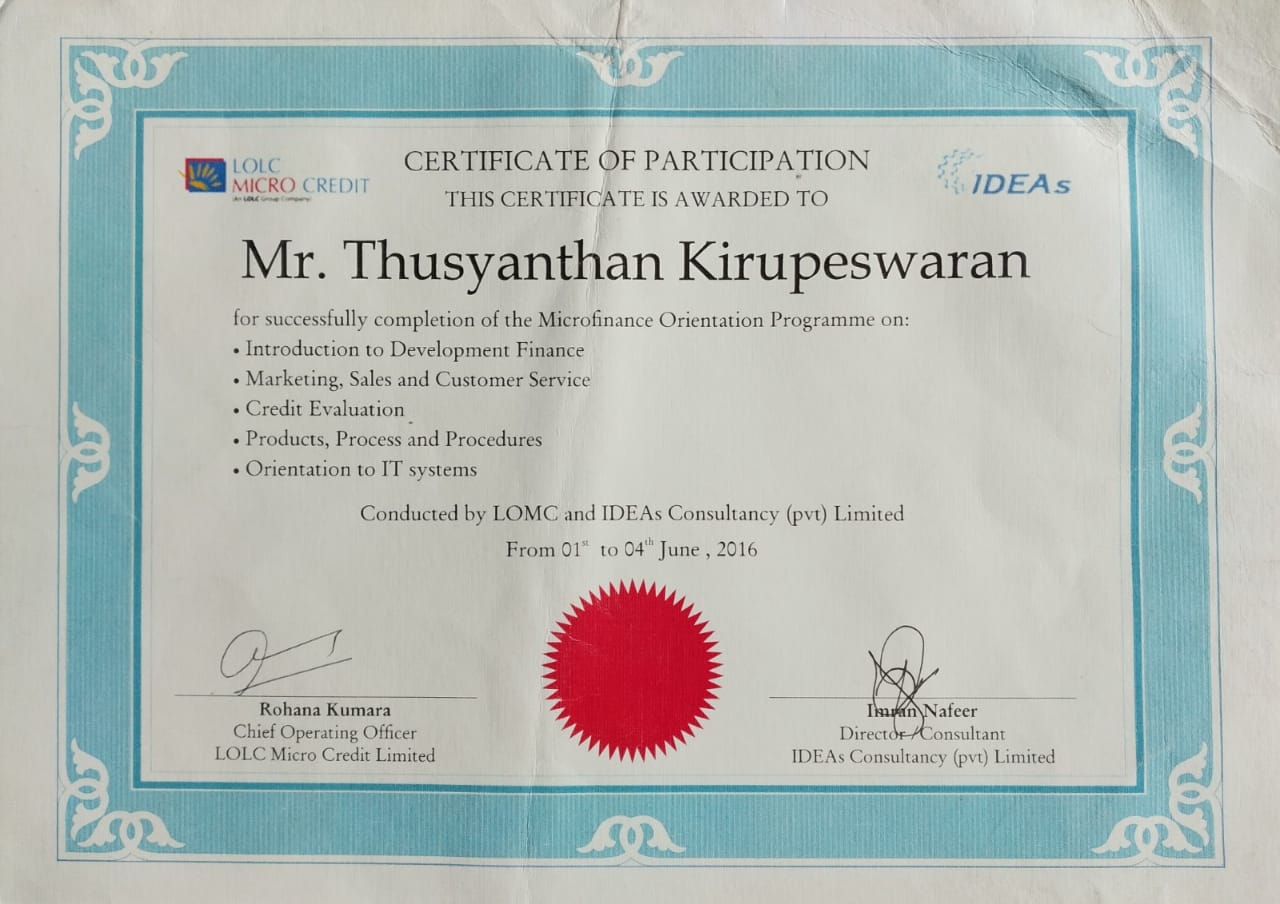 LOLC
MICRO CREDIT
(An LOLC Group Company)
IDEAs
CERTIFICATE OF PARTICIPATION
THIS CERTIFICATE IS AWARDED TO
Mr. Thusyanthan Kirupeswaran
for successfully completion of the Microfinance Orientation Programme on:
• Introduction to Development Finance
• Marketing, Sales and Customer Service
• Credit Evaluation
• Products, Process and Procedures
• Orientation to IT systems
Conducted by LOMC and IDEAs Consultancy (pvt) Limited
From 01st to 04th June , 2016
Rohana Kumara
Chief Operating Officer
LOLC Micro Credit Limited
Imran Nafeer
Director / Consultant
IDEAs Consultancy (pvt) Limited